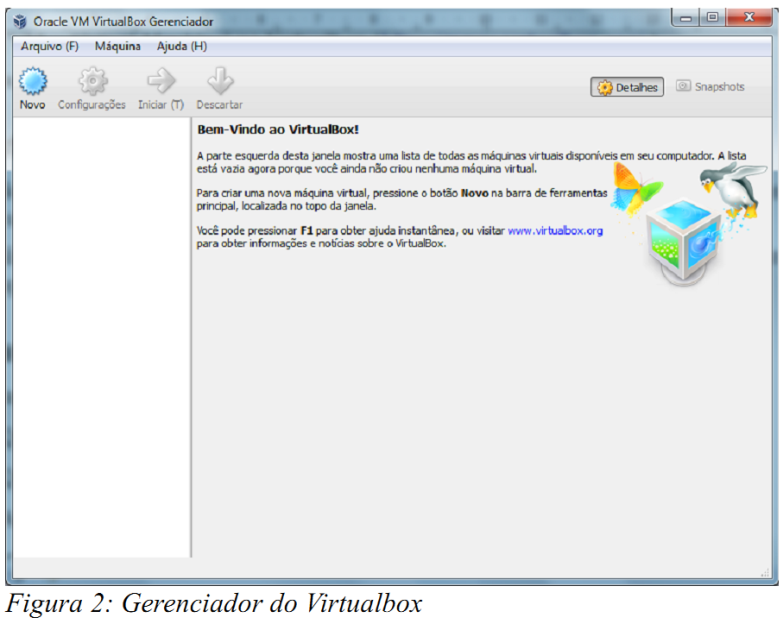 Oracle VM VirtualBox Gerenciador
Arquivo (F) Máquina Ajuda (H)
Novo Configurações Iniciar (T) Descartar
Detalhes Snapshots
Bem-Vindo ao VirtualBox!
A parte esquerda desta janela mostra uma lista de todas as máquinas virtuais disponíveis em seu computador. A lista
está vazia agora porque você ainda não criou nenhuma máquina virtual.
Para criar uma nova máquina virtual, pressione o botão Novo na barra de ferramentas
principal, localizada no topo da janela.
Você pode pressionar F1 para obter ajuda instantânea, ou visitar www.virtualbox.org
para obter informações e notícias sobre o VirtualBox.
Figura 2: Gerenciador do Virtualbox